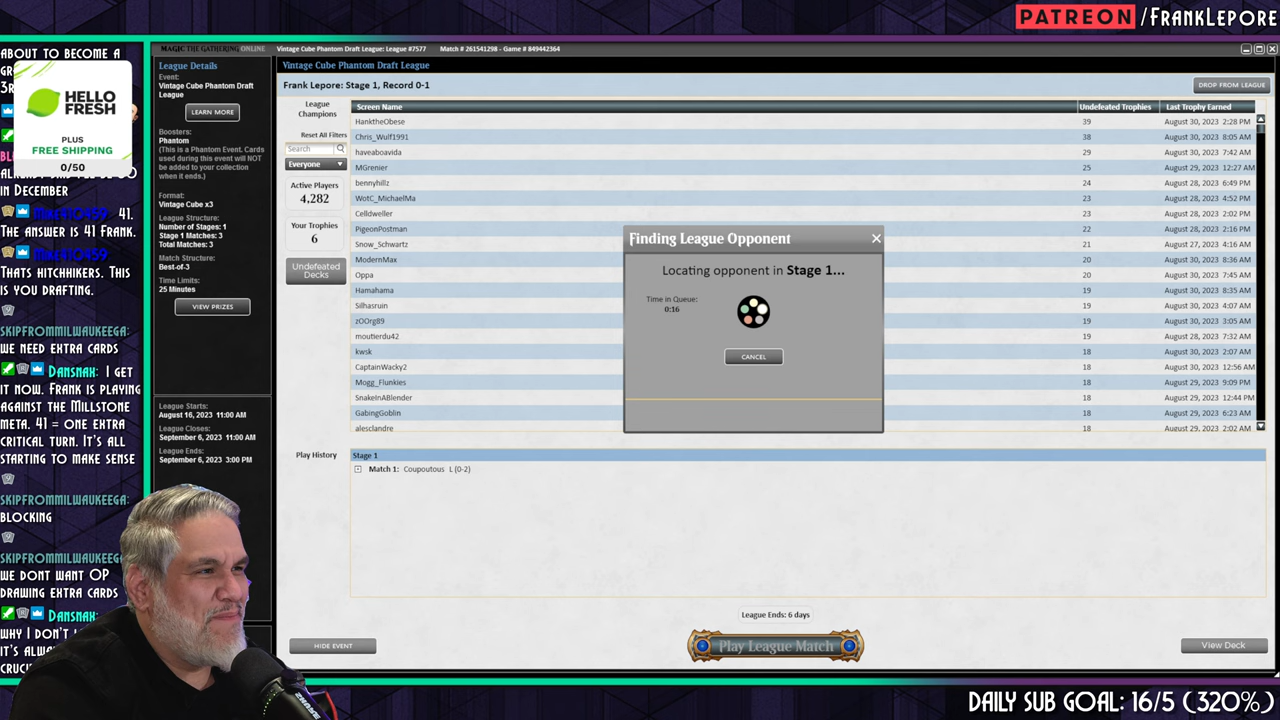 PATREON /FRANKLEPORE
ABOUT TO BECOME A
HELLO
FRESH
PLUS
FREE SHIPPING
0/50
IN DECEMBER
MIKE410459: 41.
THE ANSWER IS 41 FRANK.
MIKE410459:
THATS HITCHHIKERS. THIS
IS YOU DRAFTING.
SKIPFROMMILWAUKEEGA:
WE NEED EXTRA CARDS
DANSNAH: I GET
IT NOW. FRANK IS PLAYING
AGAINST THE MILLSTONE
META. 41 = ONE EXTRA
CRITICAL TURN. IT'S ALL
STARTING TO MAKE SENSE
SKIPFROMMILWAUKEEGA:
BLOCKING
SKIPFROMMILWAUKEEGA:
WE DONT WANT OP
DRAWING EXTRA CARDS
DANSNAH:
WHY I DON'T
IT'S ALWA
MAGIC: THE GATHERING ONLINE Vintage Cube Phantom Draft League: League #7577 Match # 261541298 - Game # 849442364
League Details
Event:
Vintage Cube Phantom Draft
League
LEARN MORE
Boosters:
Phantom
(This is a Phantom Event. Cards
used during this event will NOT
be added to your collection
when it ends.)
Format:
Vintage Cube x3
League Structure:
Number of Stages: 1
Stage 1 Matches: 3
Total Matches: 3
Match Structure:
Best-of-3
Time Limits:
25 Minutes
VIEW PRIZES
League Starts:
August 16, 2023 11:00 AM
League Closes:
September 6, 2023 11:00 AM
League Ends:
September 6, 2023 3:00 PM
Vintage Cube Phantom Draft League
Frank Lepore: Stage 1, Record 0-1
DROP FROM LEAGUE
League
Champions
Reset All Filters
Search
Everyone
Active Players
4,282
Your Trophies
6
Undefeated
Decks
Screen Name Undefeated Trophies Last Trophy Earned
HanktheObese 39 August 30, 2023 2:28 PM
Chris_Wulf1991 38 August 30, 2023 8:05 AM
haveaboavida 29 August 30, 2023 7:42 AM
MGrenier 25 August 29, 2023 12:27 AM
bennyhillz 24 August 28, 2023 6:49 PM
WotC_MichaelMa 23 August 28, 2023 4:52 PM
Celldweller 23 August 28, 2023 2:02 PM
PigeonPostman 22 August 28, 2023 2:16 PM
Snow_Schwartz 21 August 27, 2023 4:16 AM
ModernMax 20 August 30, 2023 8:36 AM
Oppa 20 August 30, 2023 7:45 AM
Hamahama 19 August 30, 2023 8:35 AM
Silhasruin 19 August 30, 2023 4:07 AM
zOOrg89 19 August 30, 2023 3:05 AM
moutierdu42 19 August 28, 2023 7:32 AM
kwsk 18 August 30, 2023 2:07 AM
CaptainWacky2 18 August 30, 2023 12:56 AM
Mogg_Flunkies 18 August 29, 2023 9:09 PM
SnakeInABlender 18 August 29, 2023 12:44 PM
GabingGoblin 18 August 29, 2023 6:23 AM
alesclandre 18 August 29, 2023 2:02 AM
Finding League Opponent
Locating opponent in Stage 1...
Time in Queue:
0:16
CANCEL
Play History
Stage 1
Match 1: Coupoutous L (0-2)
League Ends: 6 days
HIDE EVENT
Play League Match
View Deck
DAILY SUB GOAL: 16/5 (320%)